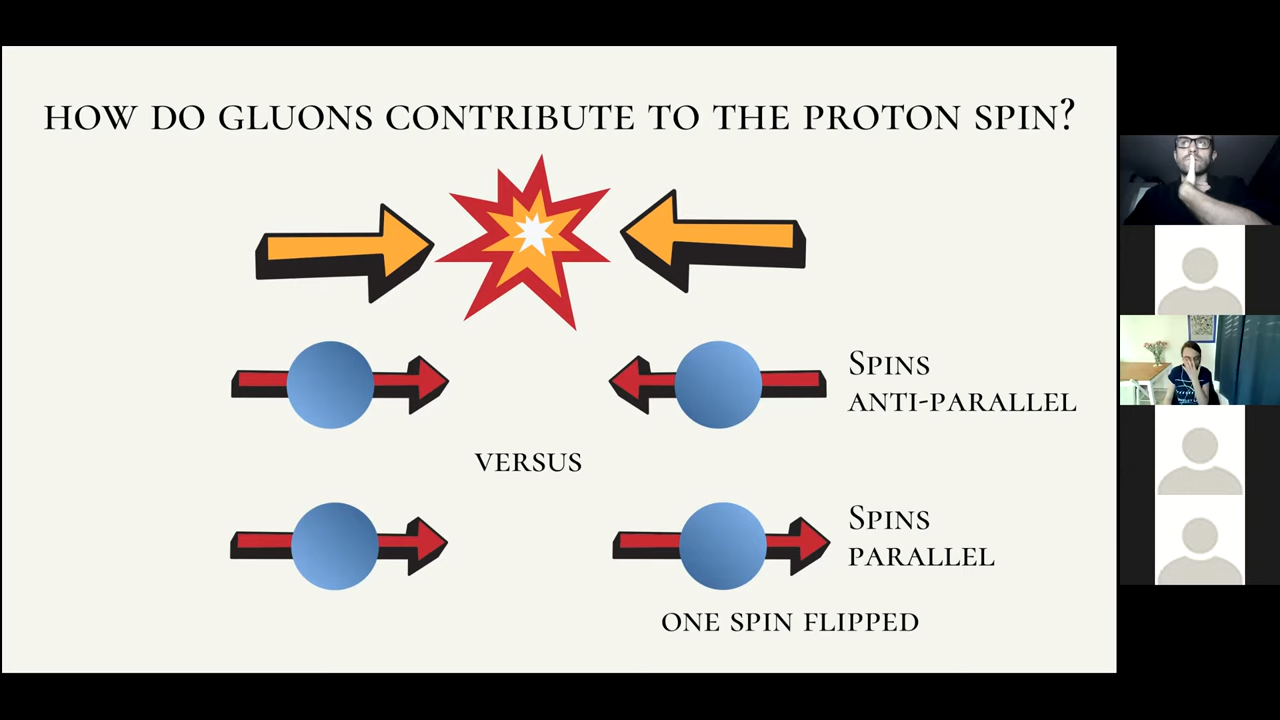 HOW DO GLUONS CONTRIBUTE TO THE PROTON SPIN?
SPINS
ANTI-PARALLEL
VERSUS
SPINS
PARALLEL
ONE SPIN FLIPPED